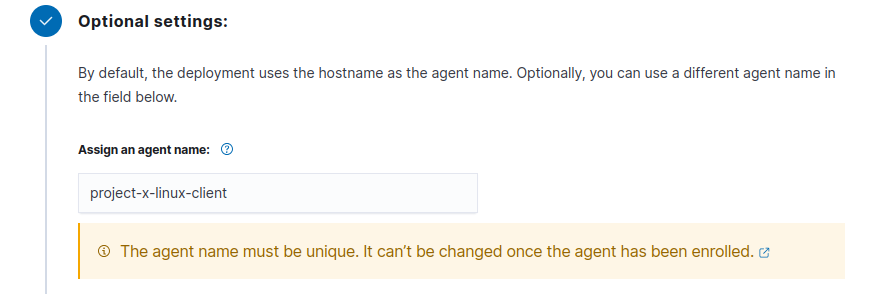 Optional settings:
By default, the deployment uses the hostname as the agent name. Optionally, you can use a different agent name in
the field below.
Assign an agent name:
project-x-linux-client
The agent name must be unique. It can’t be changed once the agent has been enrolled.